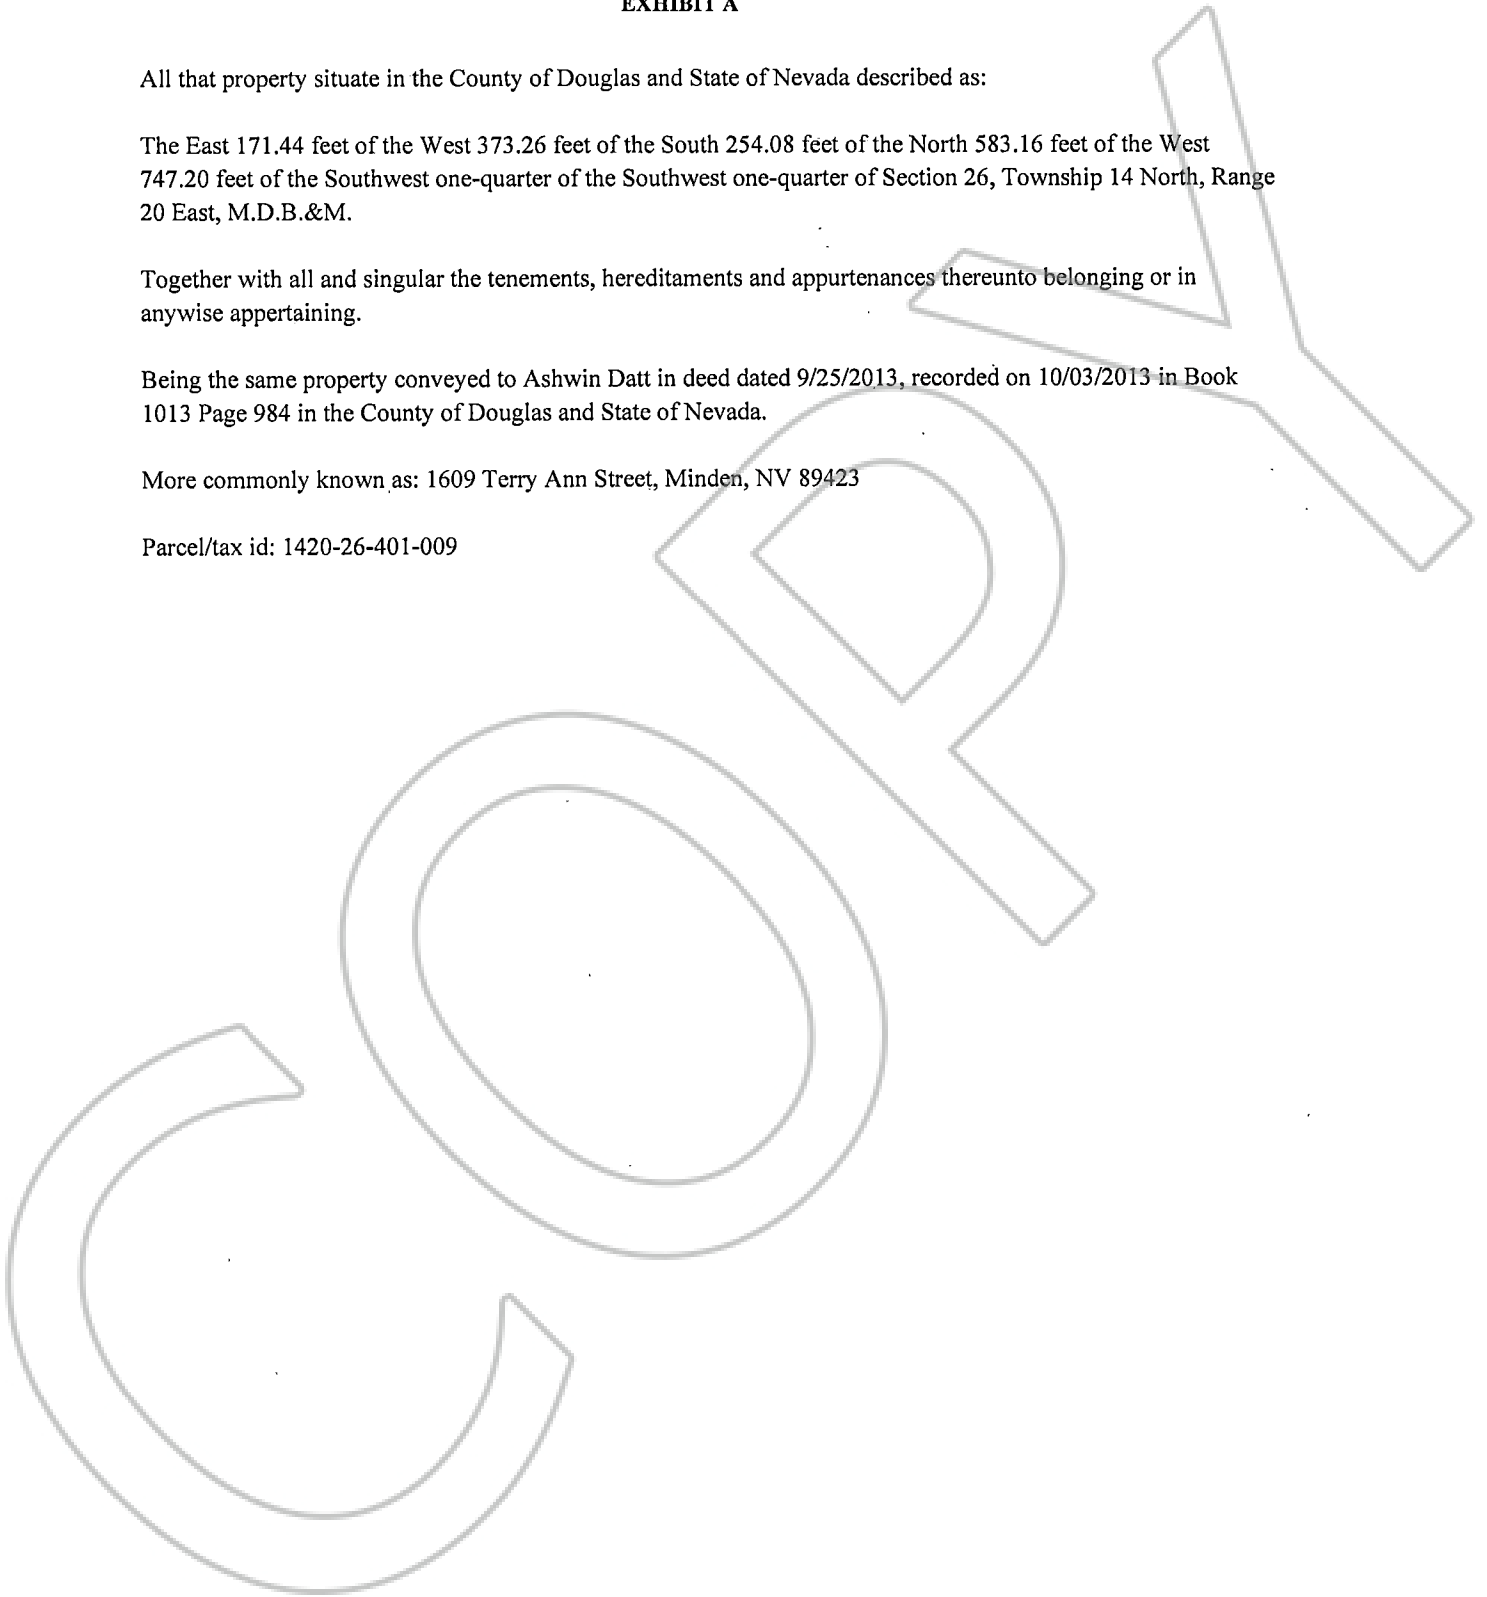 EXHIBIT A
All that property situate in the County of Douglas and State of Nevada described as:
The East 171.44 feet of the West 373.26 feet of the South 254.08 feet of the North 583.16 feet of the West
747.20 feet of the Southwest one-quarter of the Southwest one-quarter of Section 26, Township 14 North, Range
20 East, M.D.B.&M.
Together with all and singular the tenements, hereditaments and appurtenances thereunto belonging or in
anywise appertaining.
Being the same property conveyed to Ashwin Datt in deed dated 9/25/2013, recorded on 10/03/2013 in Book
1013 Page 984 in the County of Douglas and State of Nevada.
More commonly known as: 1609 Terry Ann Street, Minden, NV 89423
Parcel/tax id: 1420-26-401-009
COPY